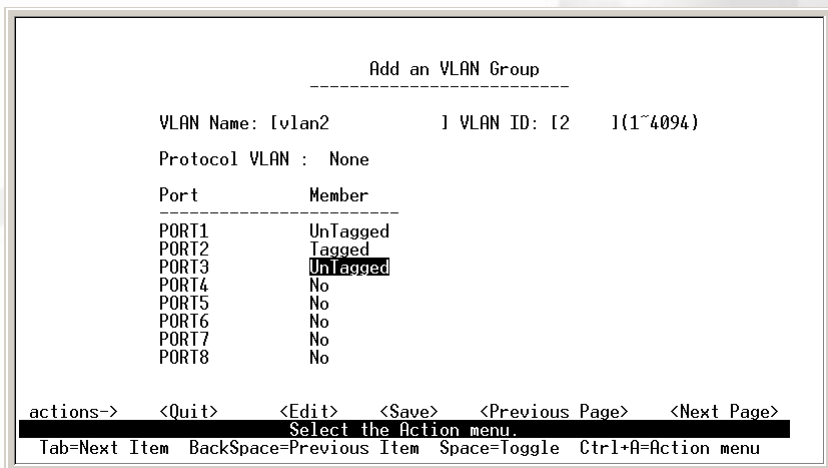 Add an VLAN Group
--------------------------
VLAN Name: [vlan2 ] VLAN ID: [2 ](1~4094)
Protocol VLAN : None
Port Member
------------------------
PORT1 UnTagged
PORT2 Tagged
PORT3 UnTagged
PORT4 No
PORT5 No
PORT6 No
PORT7 No
PORT8 No
actions-> <Quit> <Edit> <Save> <Previous Page> <Next Page>
Select the Action menu.
Tab=Next Item BackSpace=Previous Item Space=Toggle Ctrl+A=Action menu